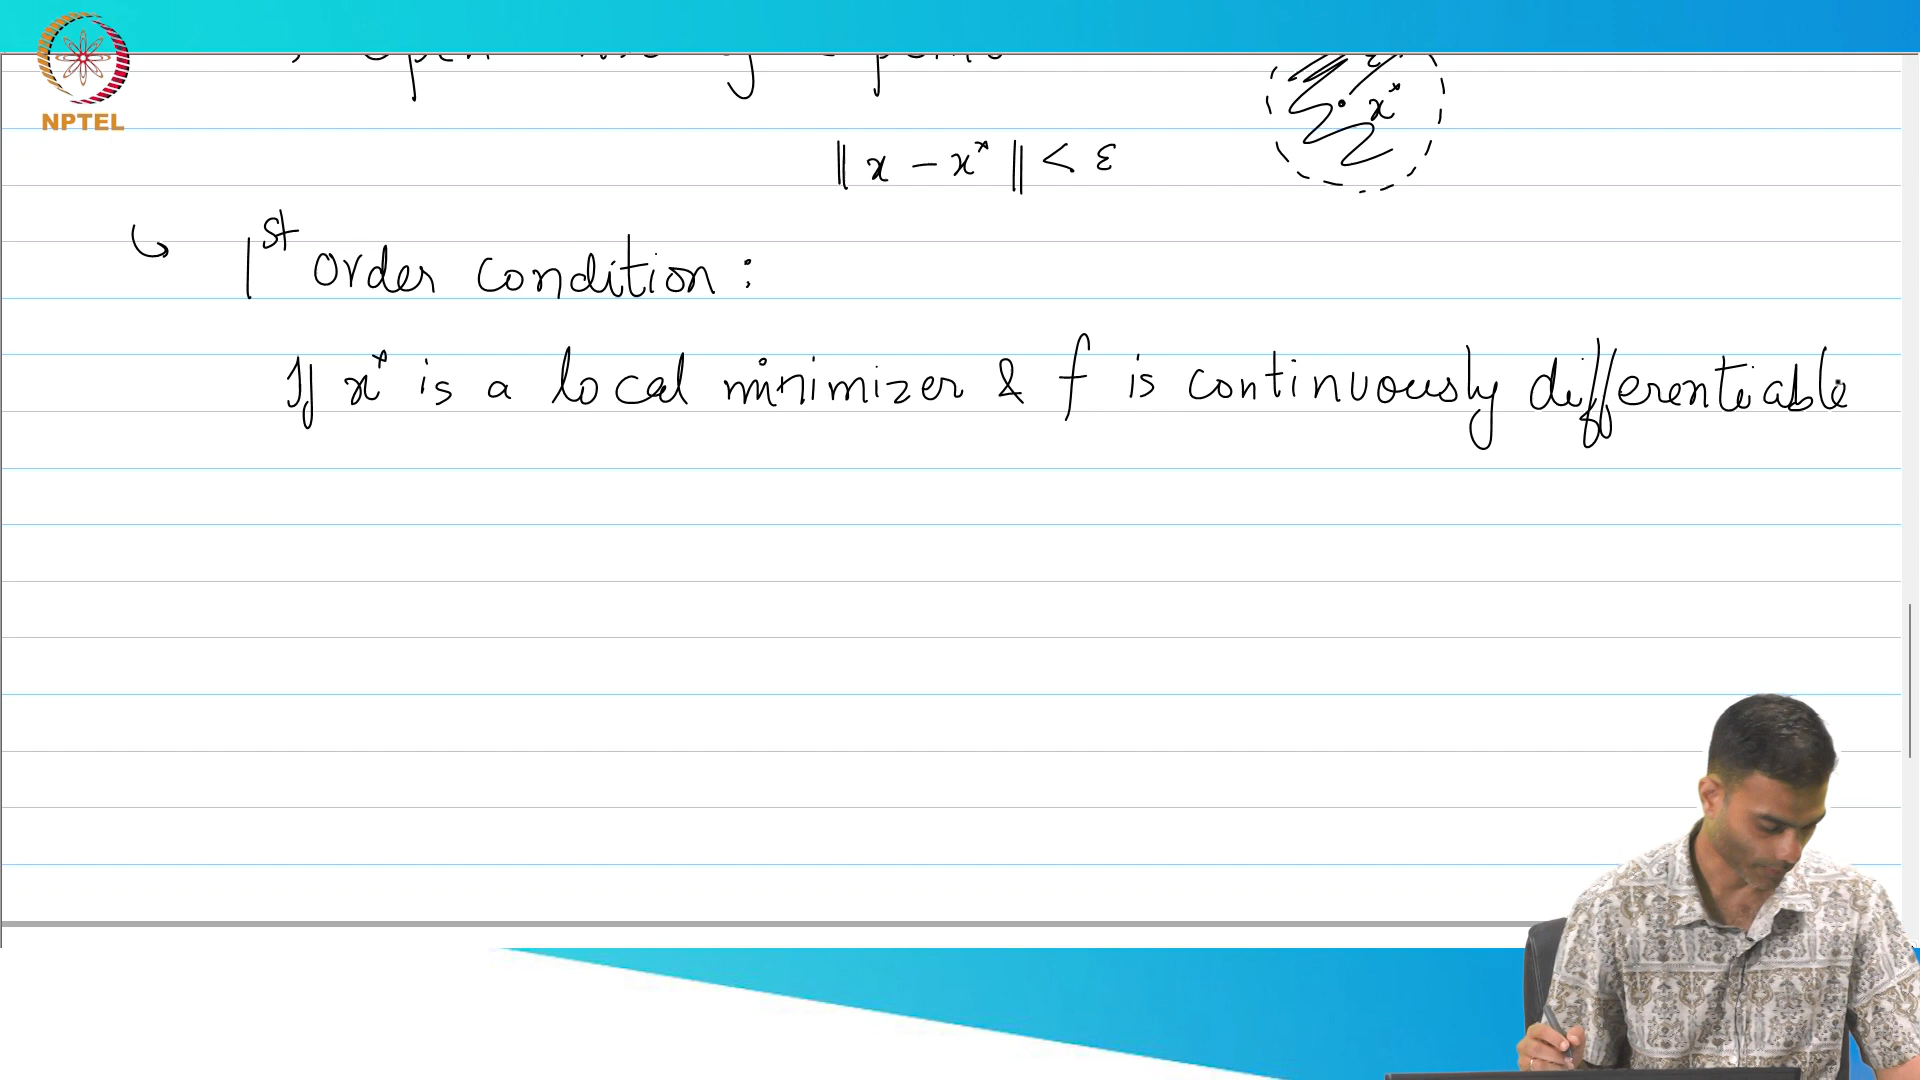 NPTEL
x*
‖x - x*‖ < ε
1st order condition :
If x* is a local minimizer & f is continuously differentiable